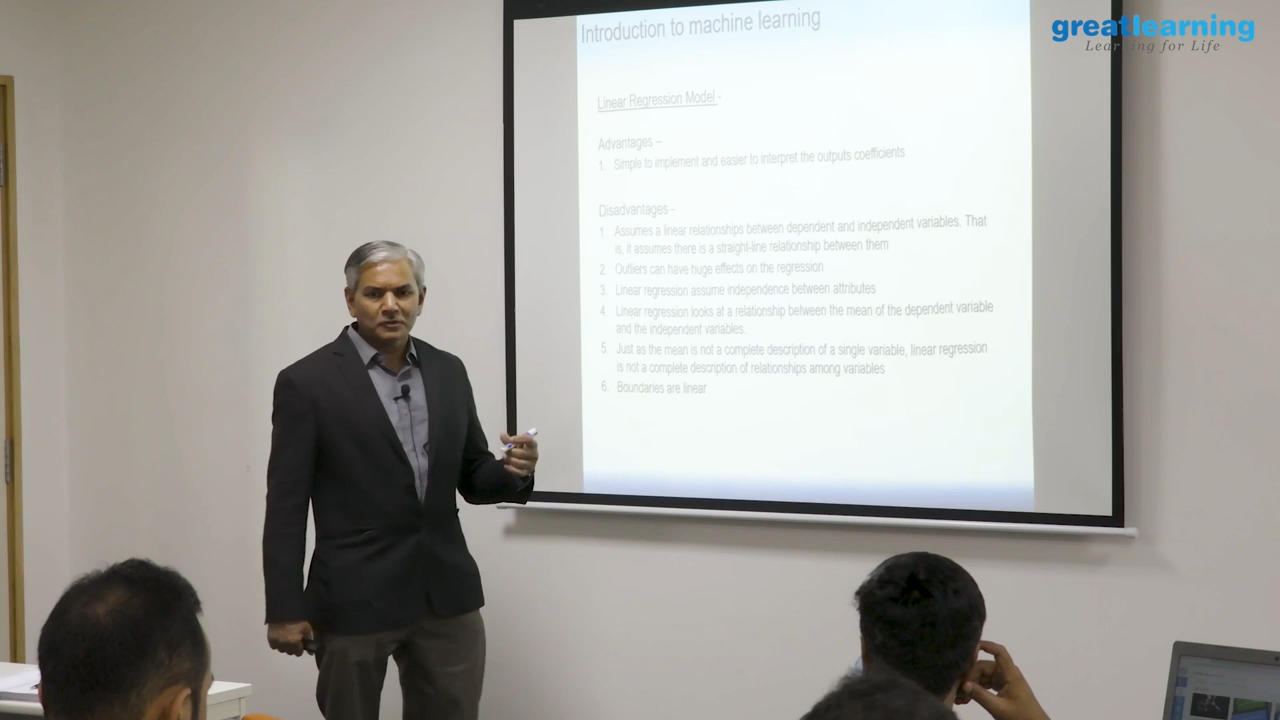 Introduction to machine learning
greatlearning
Learning for Life
Linear Regression Model -
Advantages –
1. Simple to implement and easier to interpret the outputs coefficients
Disadvantages -
1. Assumes a linear relationships between dependent and independent variables. That
is, it assumes there is a straight-line relationship between them
2. Outliers can have huge effects on the regression
3. Linear regression assume independence between attributes
4. Linear regression looks at a relationship between the mean of the dependent variable
and the independent variables.
5. Just as the mean is not a complete description of a single variable, linear regression
is not a complete description of relationships among variables
6. Boundaries are linear